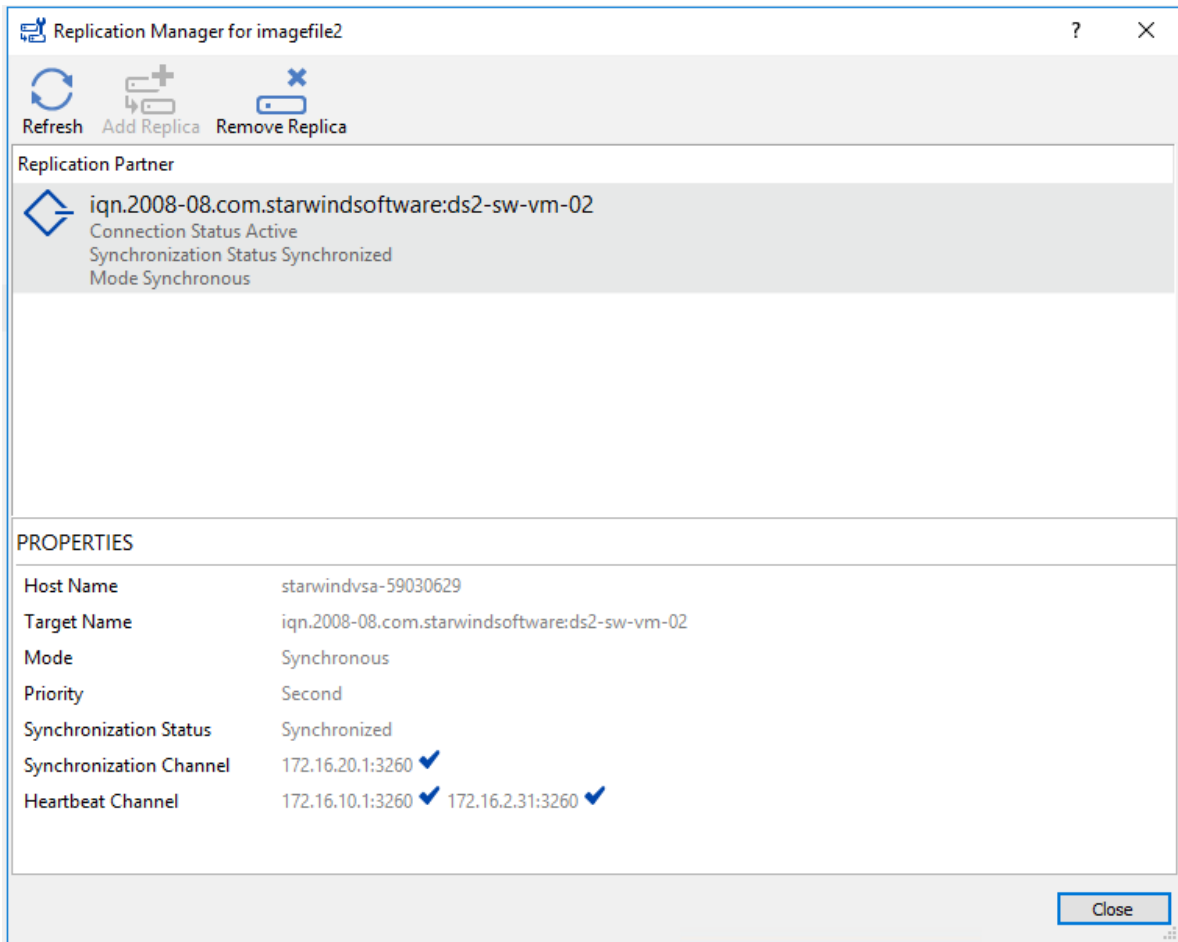 Replication Manager for imagefile2
?
Refresh Add Replica Remove Replica
Replication Partner
iqn.2008-08.com.starwindsoftware:ds2-sw-vm-02
Connection Status Active
Synchronization Status Synchronized
Mode Synchronous
PROPERTIES
Host Name starwindvsa-59030629
Target Name iqn.2008-08.com.starwindsoftware:ds2-sw-vm-02
Mode Synchronous
Priority Second
Synchronization Status Synchronized
Synchronization Channel 172.16.20.1:3260
Heartbeat Channel 172.16.10.1:3260 172.16.2.31:3260
Close